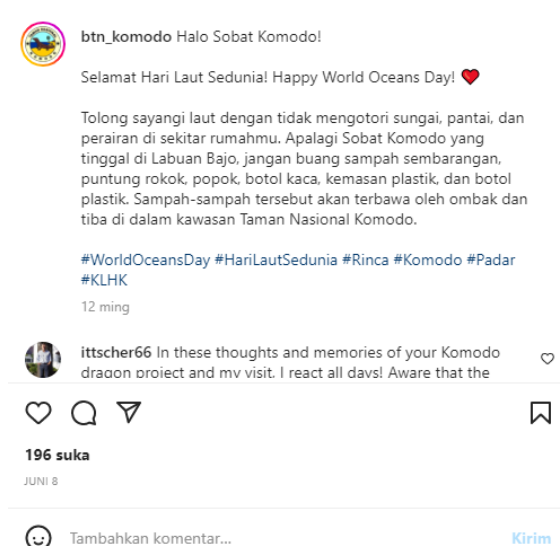 btn_komodo Halo Sobat Komodo!
Selamat Hari Laut Sedunia! Happy World Oceans Day! ❤️
Tolong sayangi laut dengan tidak mengotori sungai, pantai, dan
perairan di sekitar rumahmu. Apalagi Sobat Komodo yang
tinggal di Labuan Bajo, jangan buang sampah sembarangan,
puntung rokok, popok, botol kaca, kemasan plastik, dan botol
plastik. Sampah-sampah tersebut akan terbawa oleh ombak dan
tiba di dalam kawasan Taman Nasional Komodo.
#WorldOceansDay #HariLautSedunia #Rinca #Komodo #Padar
#KLHK
12 ming
ittscher66 In these thoughts and memories of your Komodo
dragon project and my visit, I react all days! Aware that the
196 suka
JUNI 8
Tambahkan komentar...
Kirim